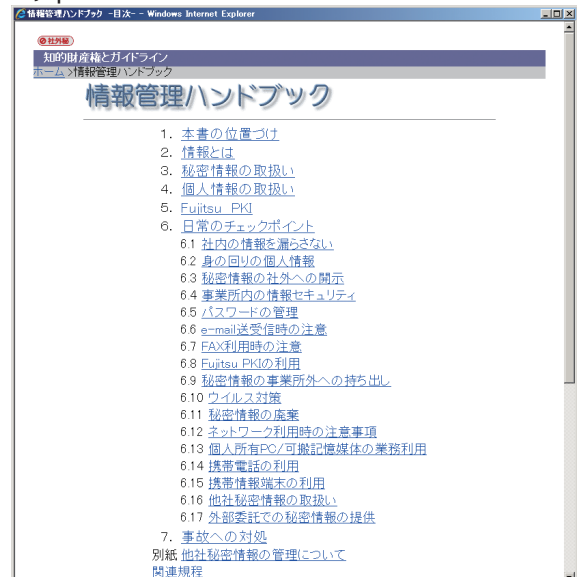 情報管理ハンドブック -目次- - Windows Internet Explorer
社外秘
知的財産権とガイドライン
ホーム >情報管理ハンドブック
情報管理ハンドブック
1. 本書の位置づけ
2. 情報とは
3. 秘密情報の取扱い
4. 個人情報の取扱い
5. Fujitsu PKI
6. 日常のチェックポイント
6.1 社内の情報を漏らさない
6.2 身の回りの個人情報
6.3 秘密情報の社外への開示
6.4 事業所内の情報セキュリティ
6.5 パスワードの管理
6.6 e-mail送受信時の注意
6.7 FAX利用時の注意
6.8 Fujitsu PKIの利用
6.9 秘密情報の事業所外への持ち出し
6.10 ウイルス対策
6.11 秘密情報の廃棄
6.12 ネットワーク利用時の注意事項
6.13 個人所有PC/可搬記憶媒体の業務利用
6.14 携帯電話の利用
6.15 携帯情報端末の利用
6.16 他社秘密情報の取扱い
6.17 外部委託での秘密情報の提供
7. 事故への対処
別紙 他社秘密情報の管理について
関連規程